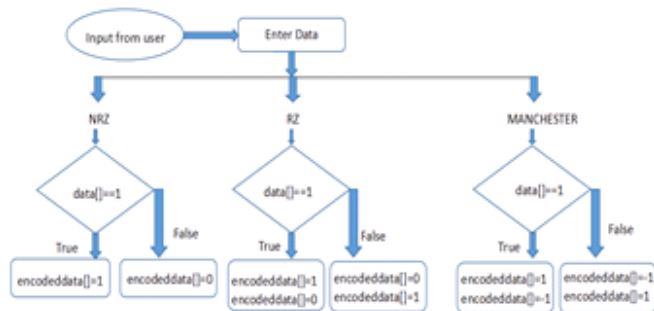 Input from user
Enter Data
NRZ
RZ
MANCHESTER
data[]==1
data[]==1
data[]==1
True
False
True
False
True
False
encodeddata[]=1
encodeddata[]=0
encodeddata[]=1
encodeddata[]=0
encodeddata[]=0
encodeddata[]=1
encodeddata[]=1
encodeddata[]=-1
encodeddata[]=-1
encodeddata[]=1